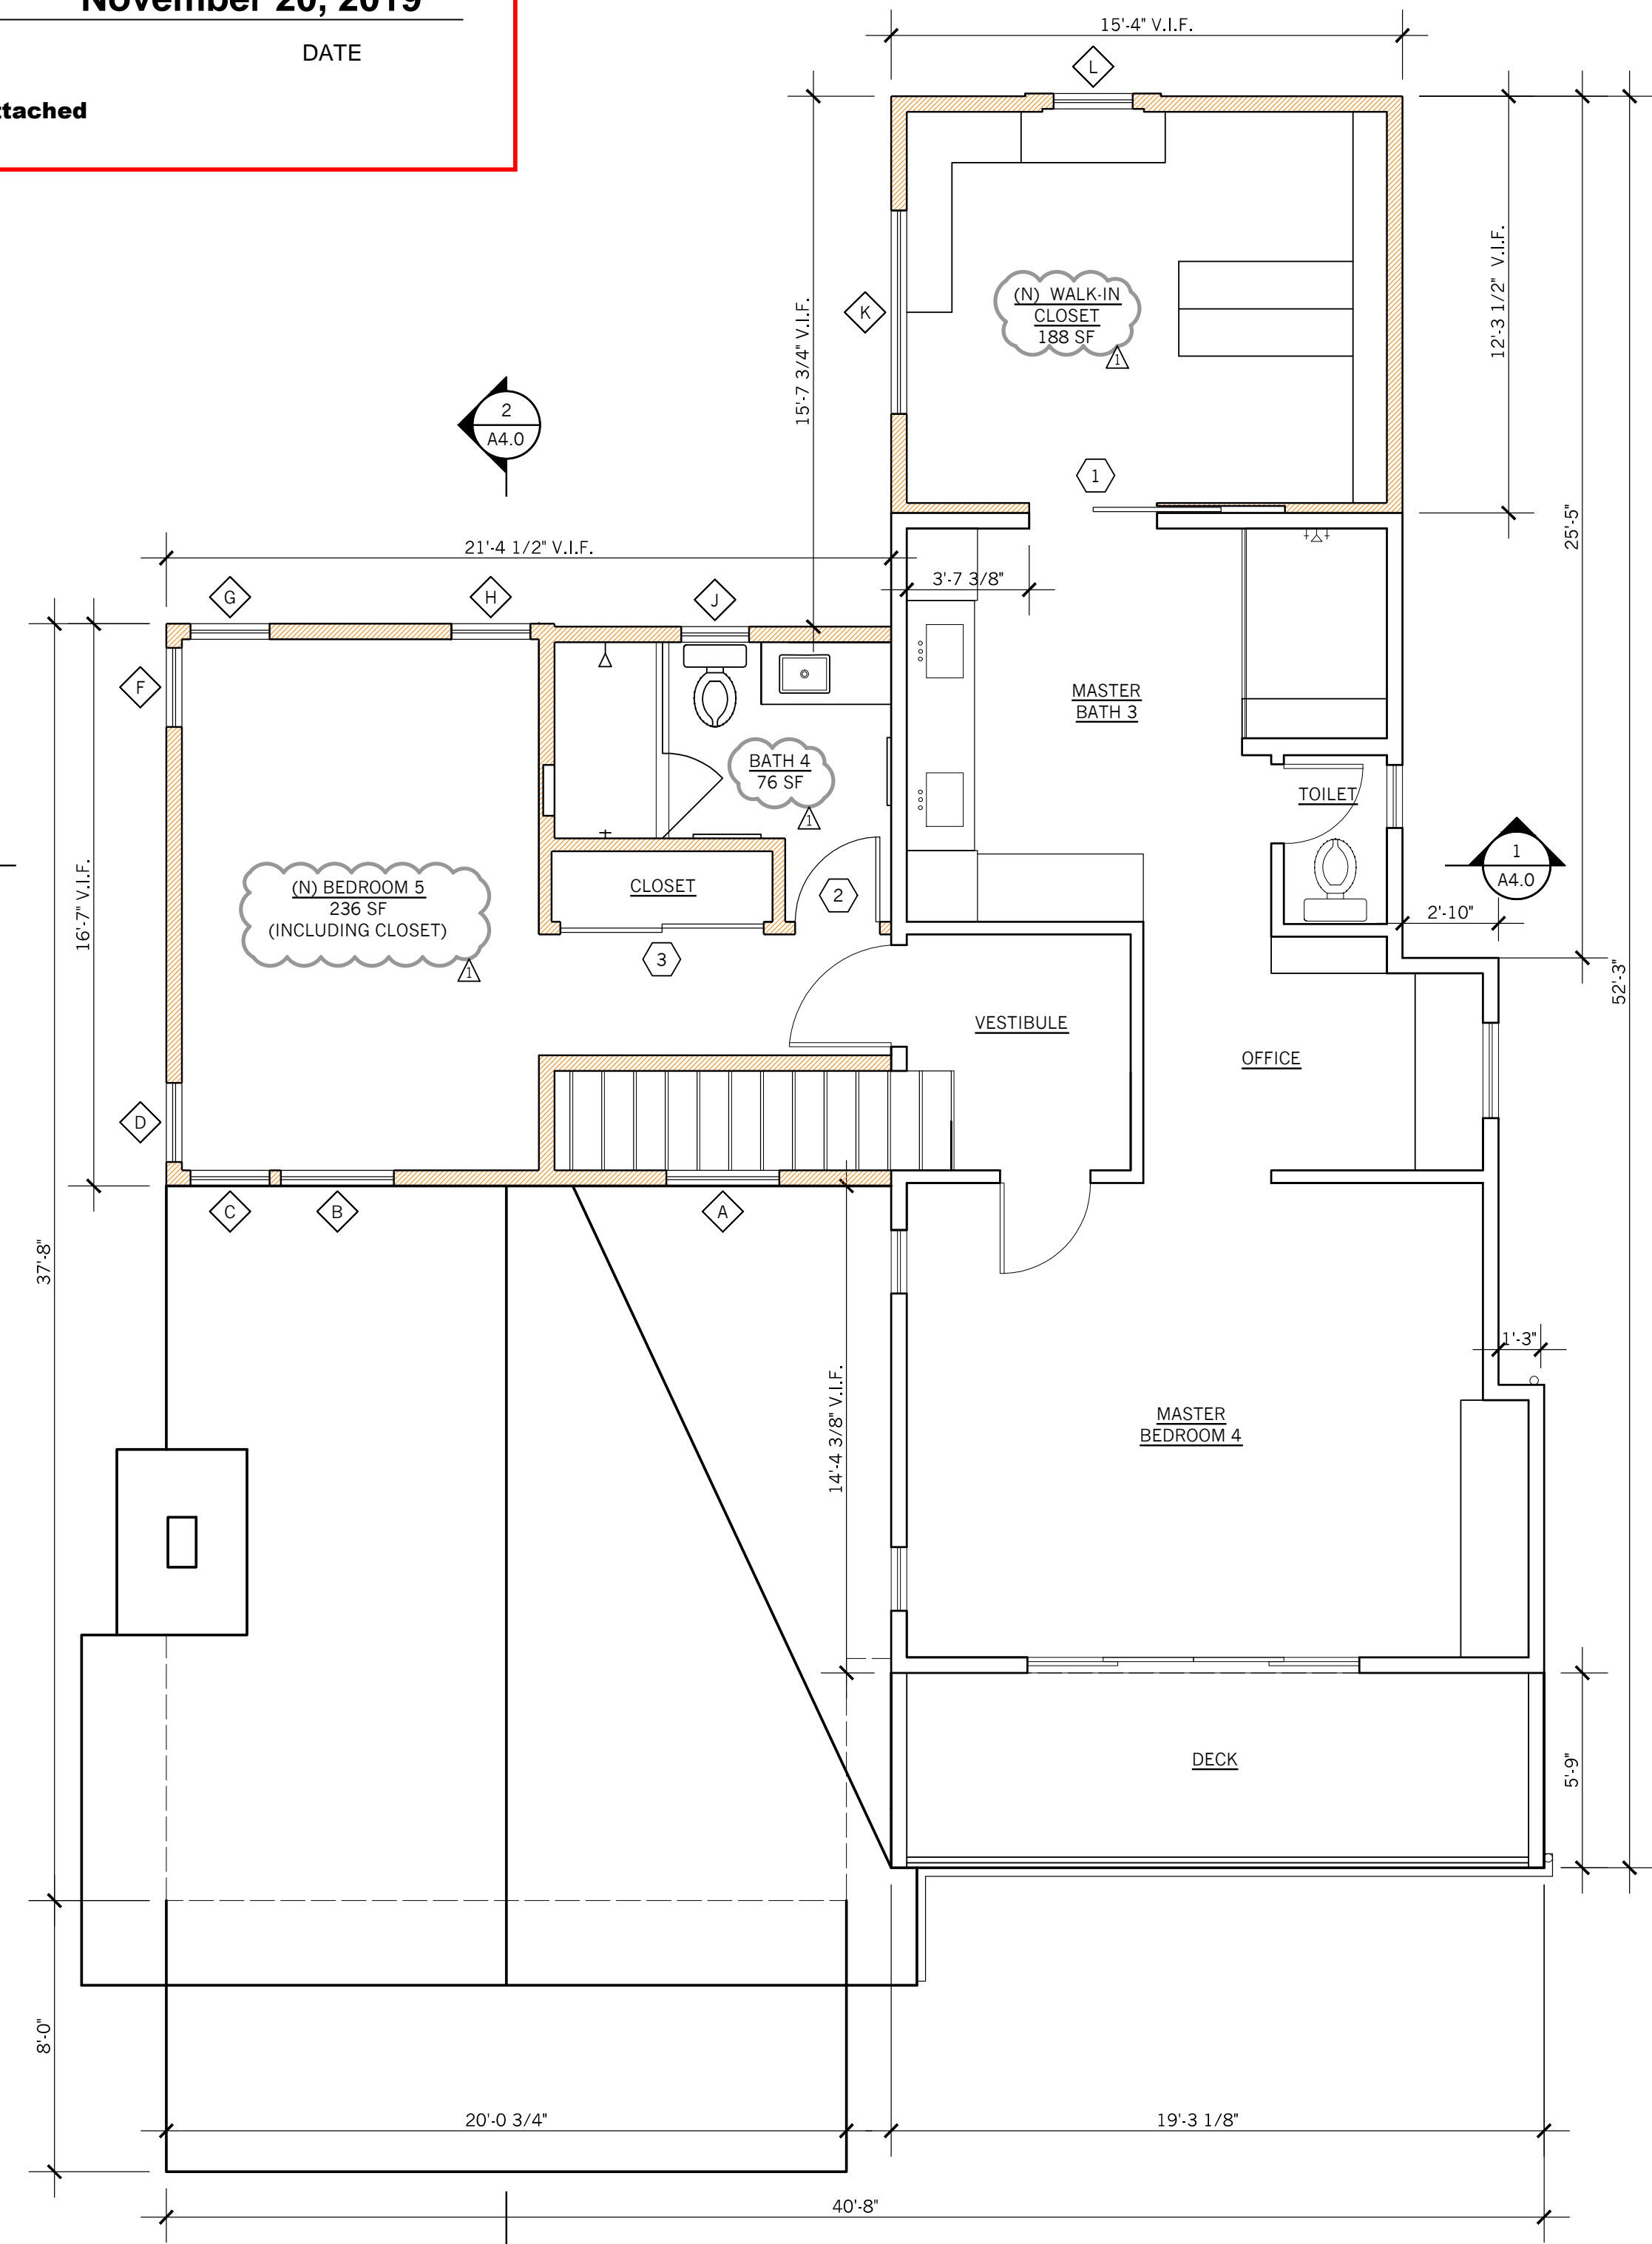 November 20, 2019
DATE
ttached
15'-4" V.I.F.
L
12'-3 1/2" V.I.F.
25'-5"
52'-3"
15'-7 3/4" V.I.F.
K
(N) WALK-IN
CLOSET
188 SF
1
2
A4.0
1
21'-4 1/2" V.I.F.
3'-7 3/8"
G
H
J
F
MASTER
BATH 3
BATH 4
76 SF
1
TOILET
1
A4.0
2'-10"
16'-7" V.I.F.
(N) BEDROOM 5
236 SF
(INCLUDING CLOSET)
1
CLOSET
2
3
VESTIBULE
OFFICE
D
C
B
A
37'-8"
14'-4 3/8" V.I.F.
1'-3"
MASTER
BEDROOM 4
DECK
5'-9"
8'-0"
20'-0 3/4"
19'-3 1/8"
40'-8"